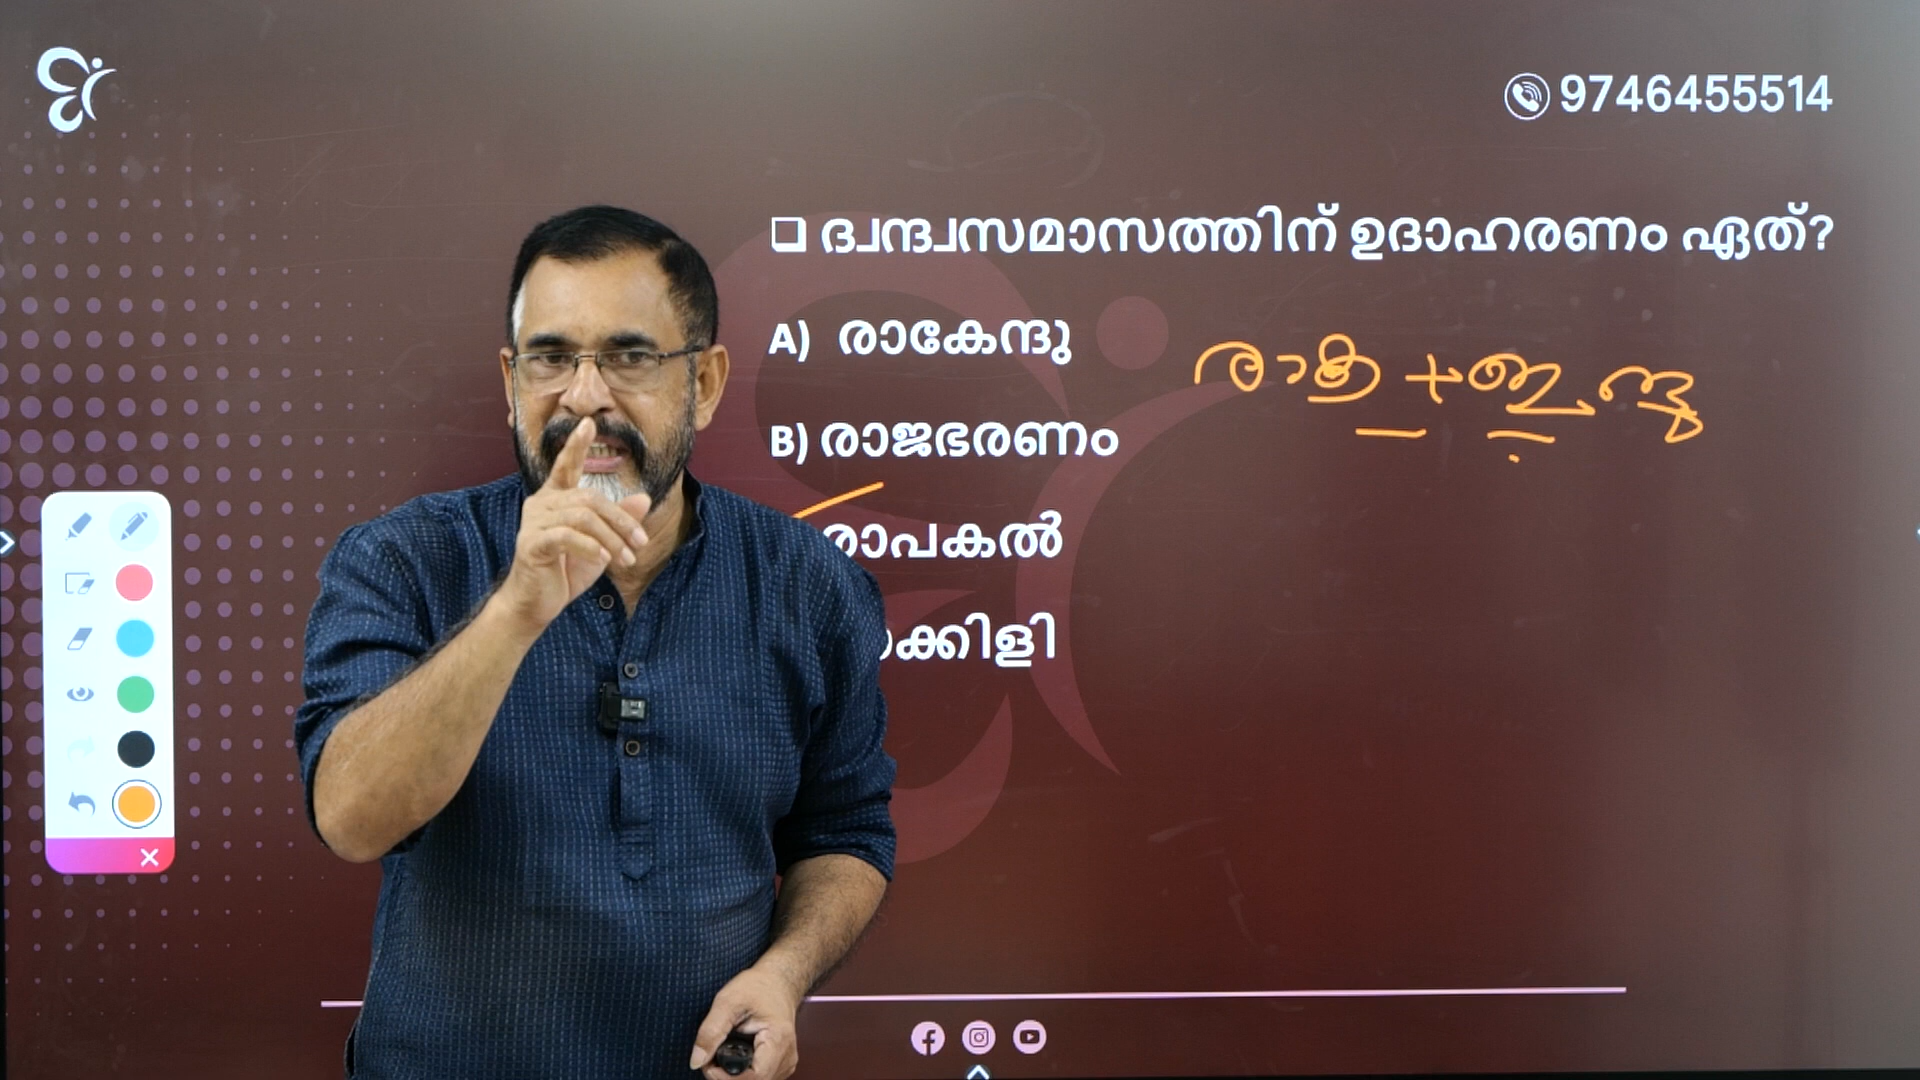 9746455514
❑ ദ്വന്ദ്വസമാസത്തിന് ഉദാഹരണം ഏത്?
A) രാകേന്ദു
രാക + ഇന്ദു
B) രാജഭരണം
രാപകൽ